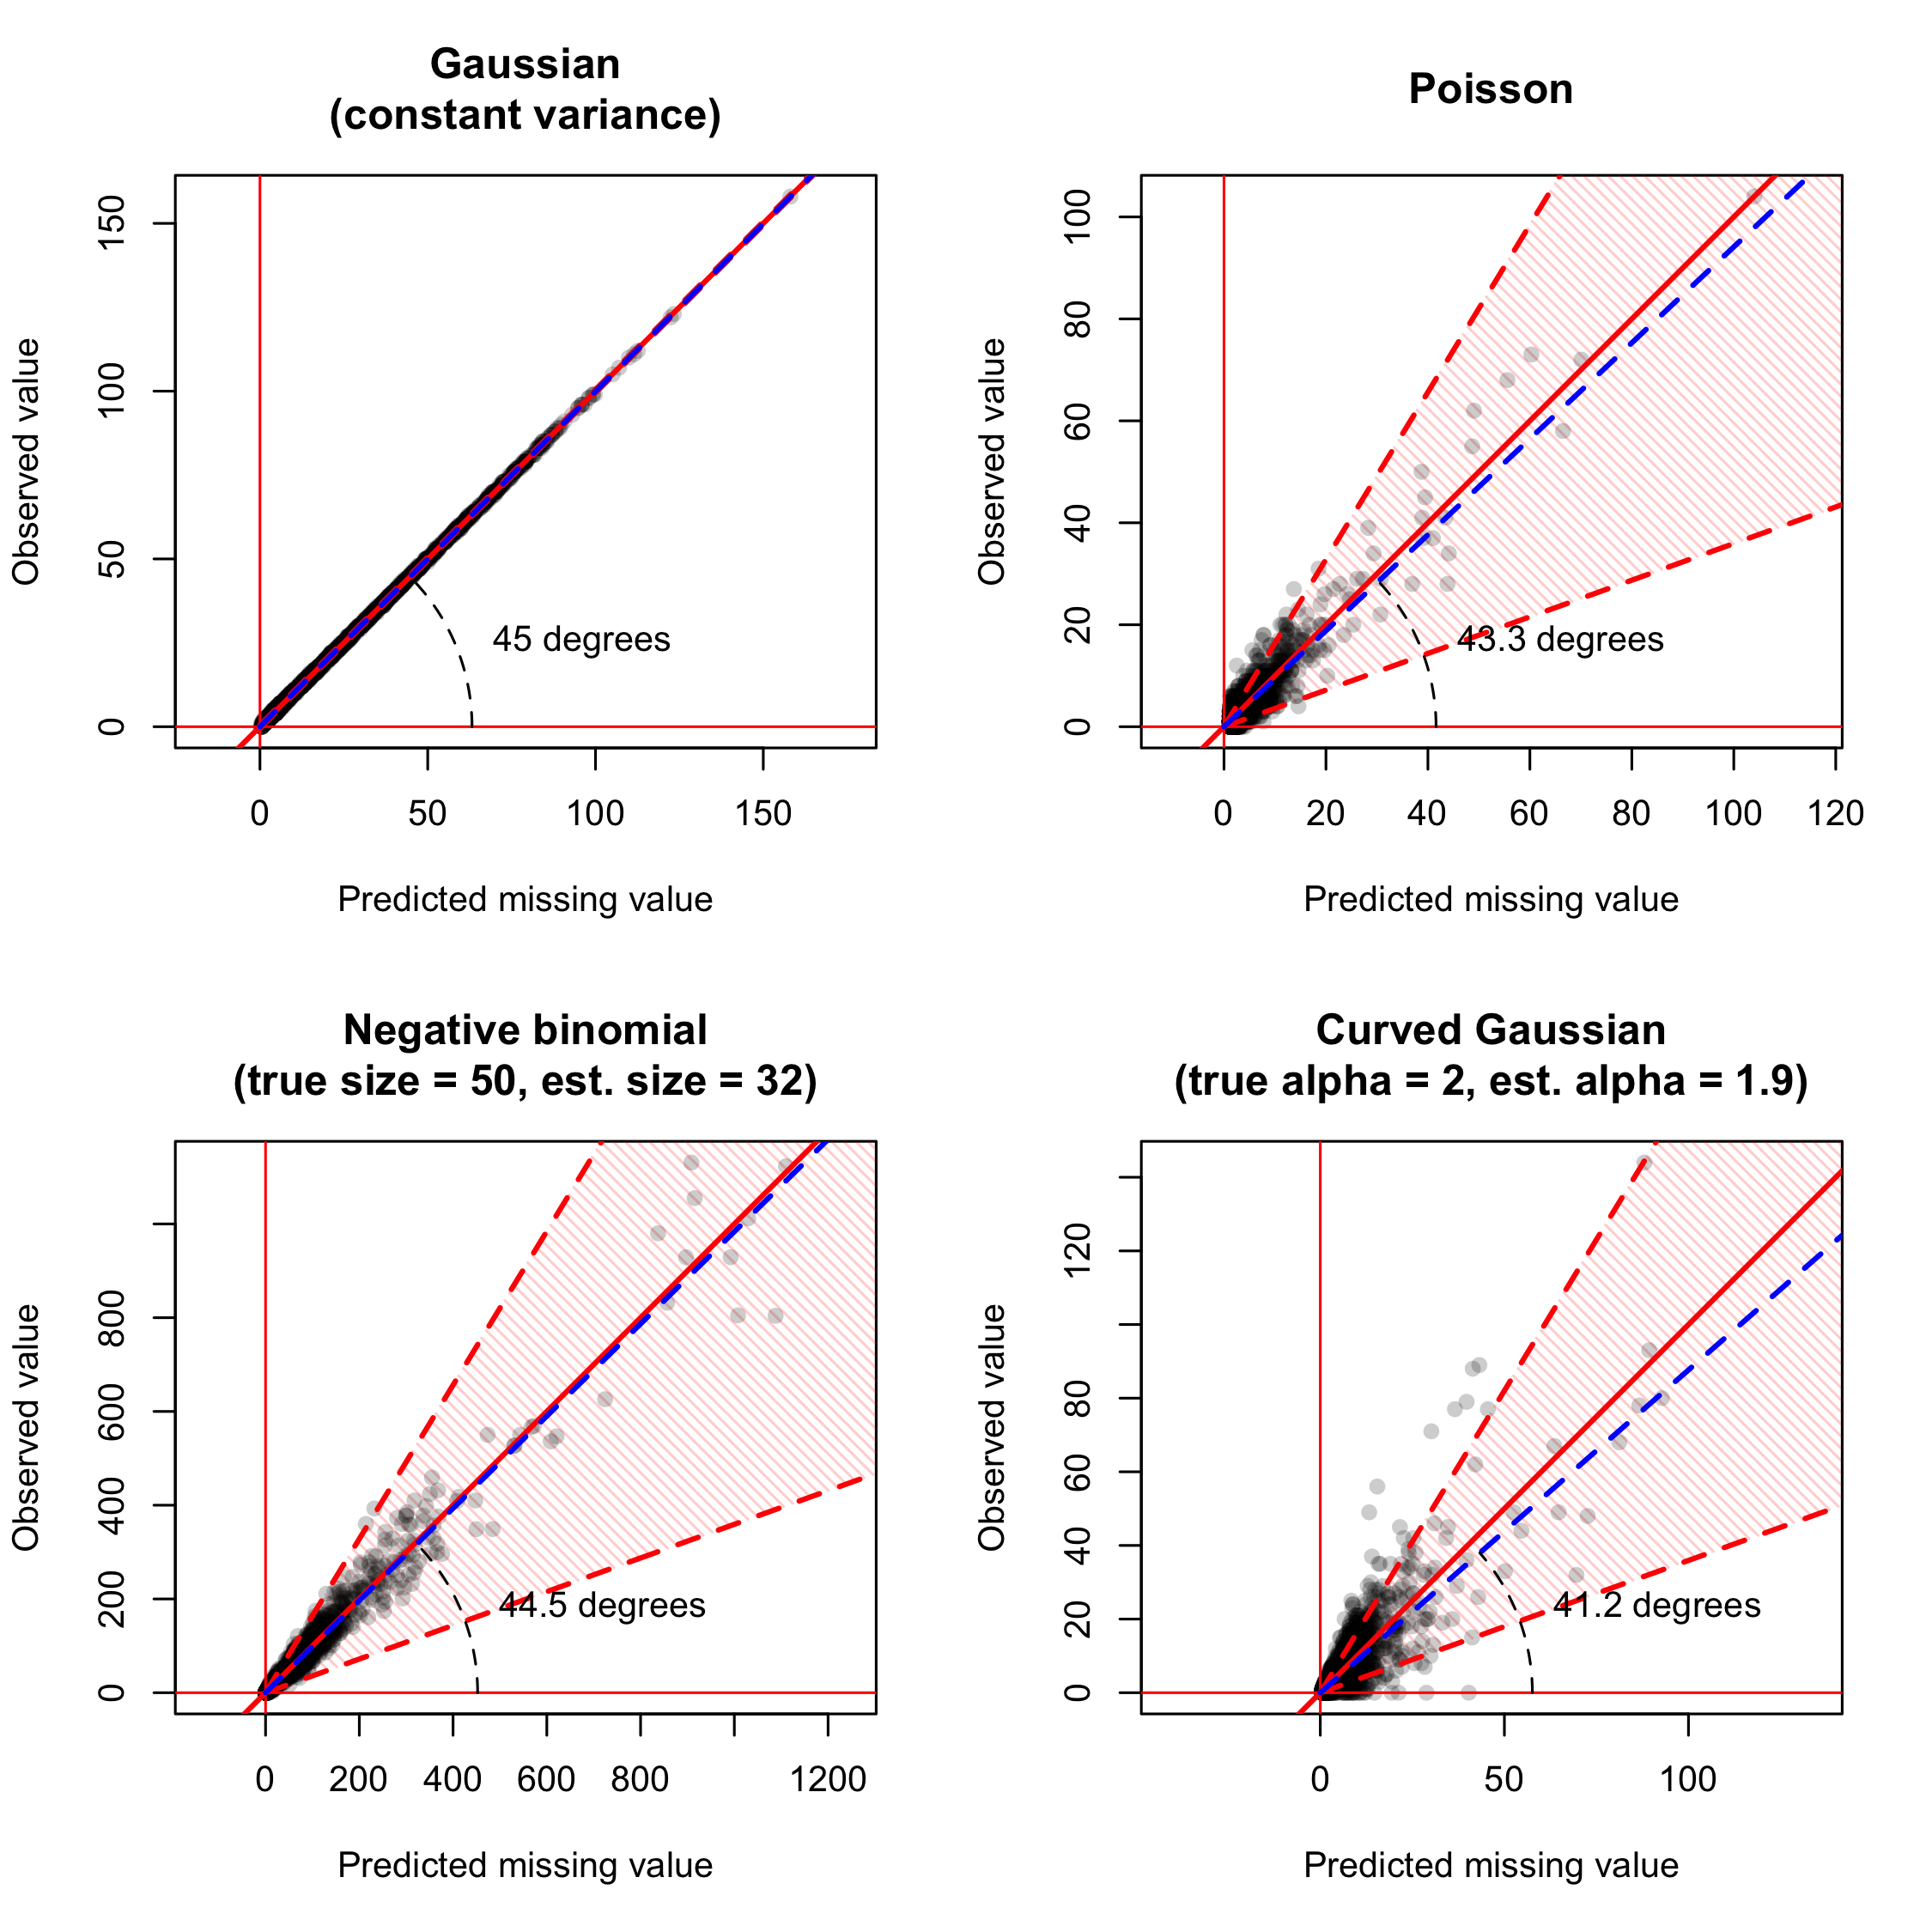 Gaussian
(constant variance)
Observed value
150
100
50
0
45 degrees
0 50 100 150
Predicted missing value
Poisson
Observed value
100
80
60
40
20
0
43.3 degrees
0 20 40 60 80 100 120
Predicted missing value
Negative binomial
(true size = 50, est. size = 32)
Observed value
800
600
400
200
0
44.5 degrees
0 200 400 600 800 1200
Predicted missing value
Curved Gaussian
(true alpha = 2, est. alpha = 1.9)
Observed value
120
80
60
40
20
0
41.2 degrees
0 50 100
Predicted missing value